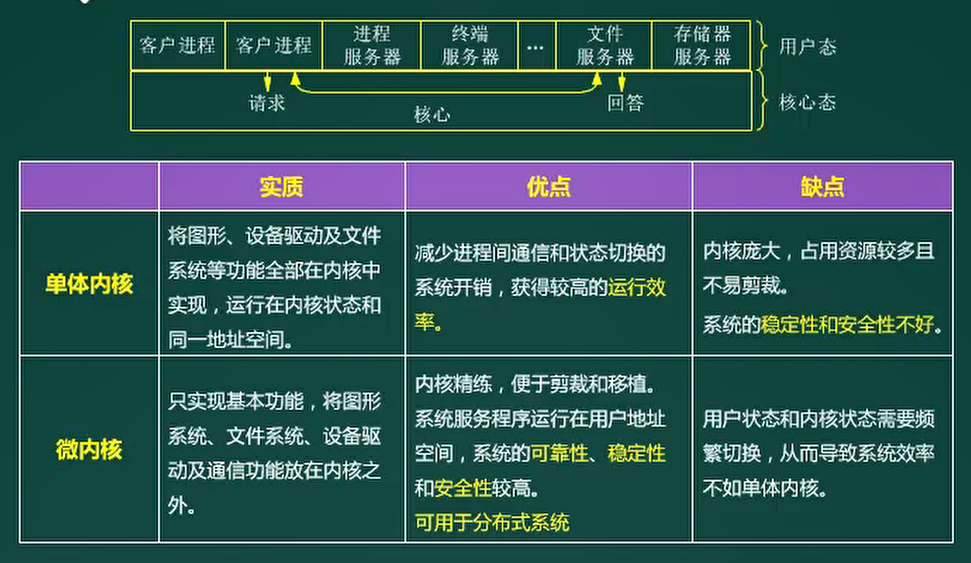 客户进程 客户进程 进程 服务器 终端 服务器 … 文件 服务器 存储器 服务器 用户态
请求 核心 回答 核心态
实质 优点 缺点
单体内核
将图形、设备驱动及文件
系统等功能全部在内核中
实现，运行在内核状态和
同一地址空间。
减少进程间通信和状态切换的
系统开销，获得较高的运行效
率。
内核庞大，占用资源较多且
不易剪裁。
系统的稳定性和安全性不好。
微内核
只实现基本功能，将图形
系统、文件系统、设备驱
动及通信功能放在内核之
外。
内核精练，便于剪裁和移植。
系统服务程序运行在用户地址
空间，系统的可靠性、稳定性
和安全性较高。
可用于分布式系统
用户状态和内核状态需要频
繁切换，从而导致系统效率
不如单体内核。